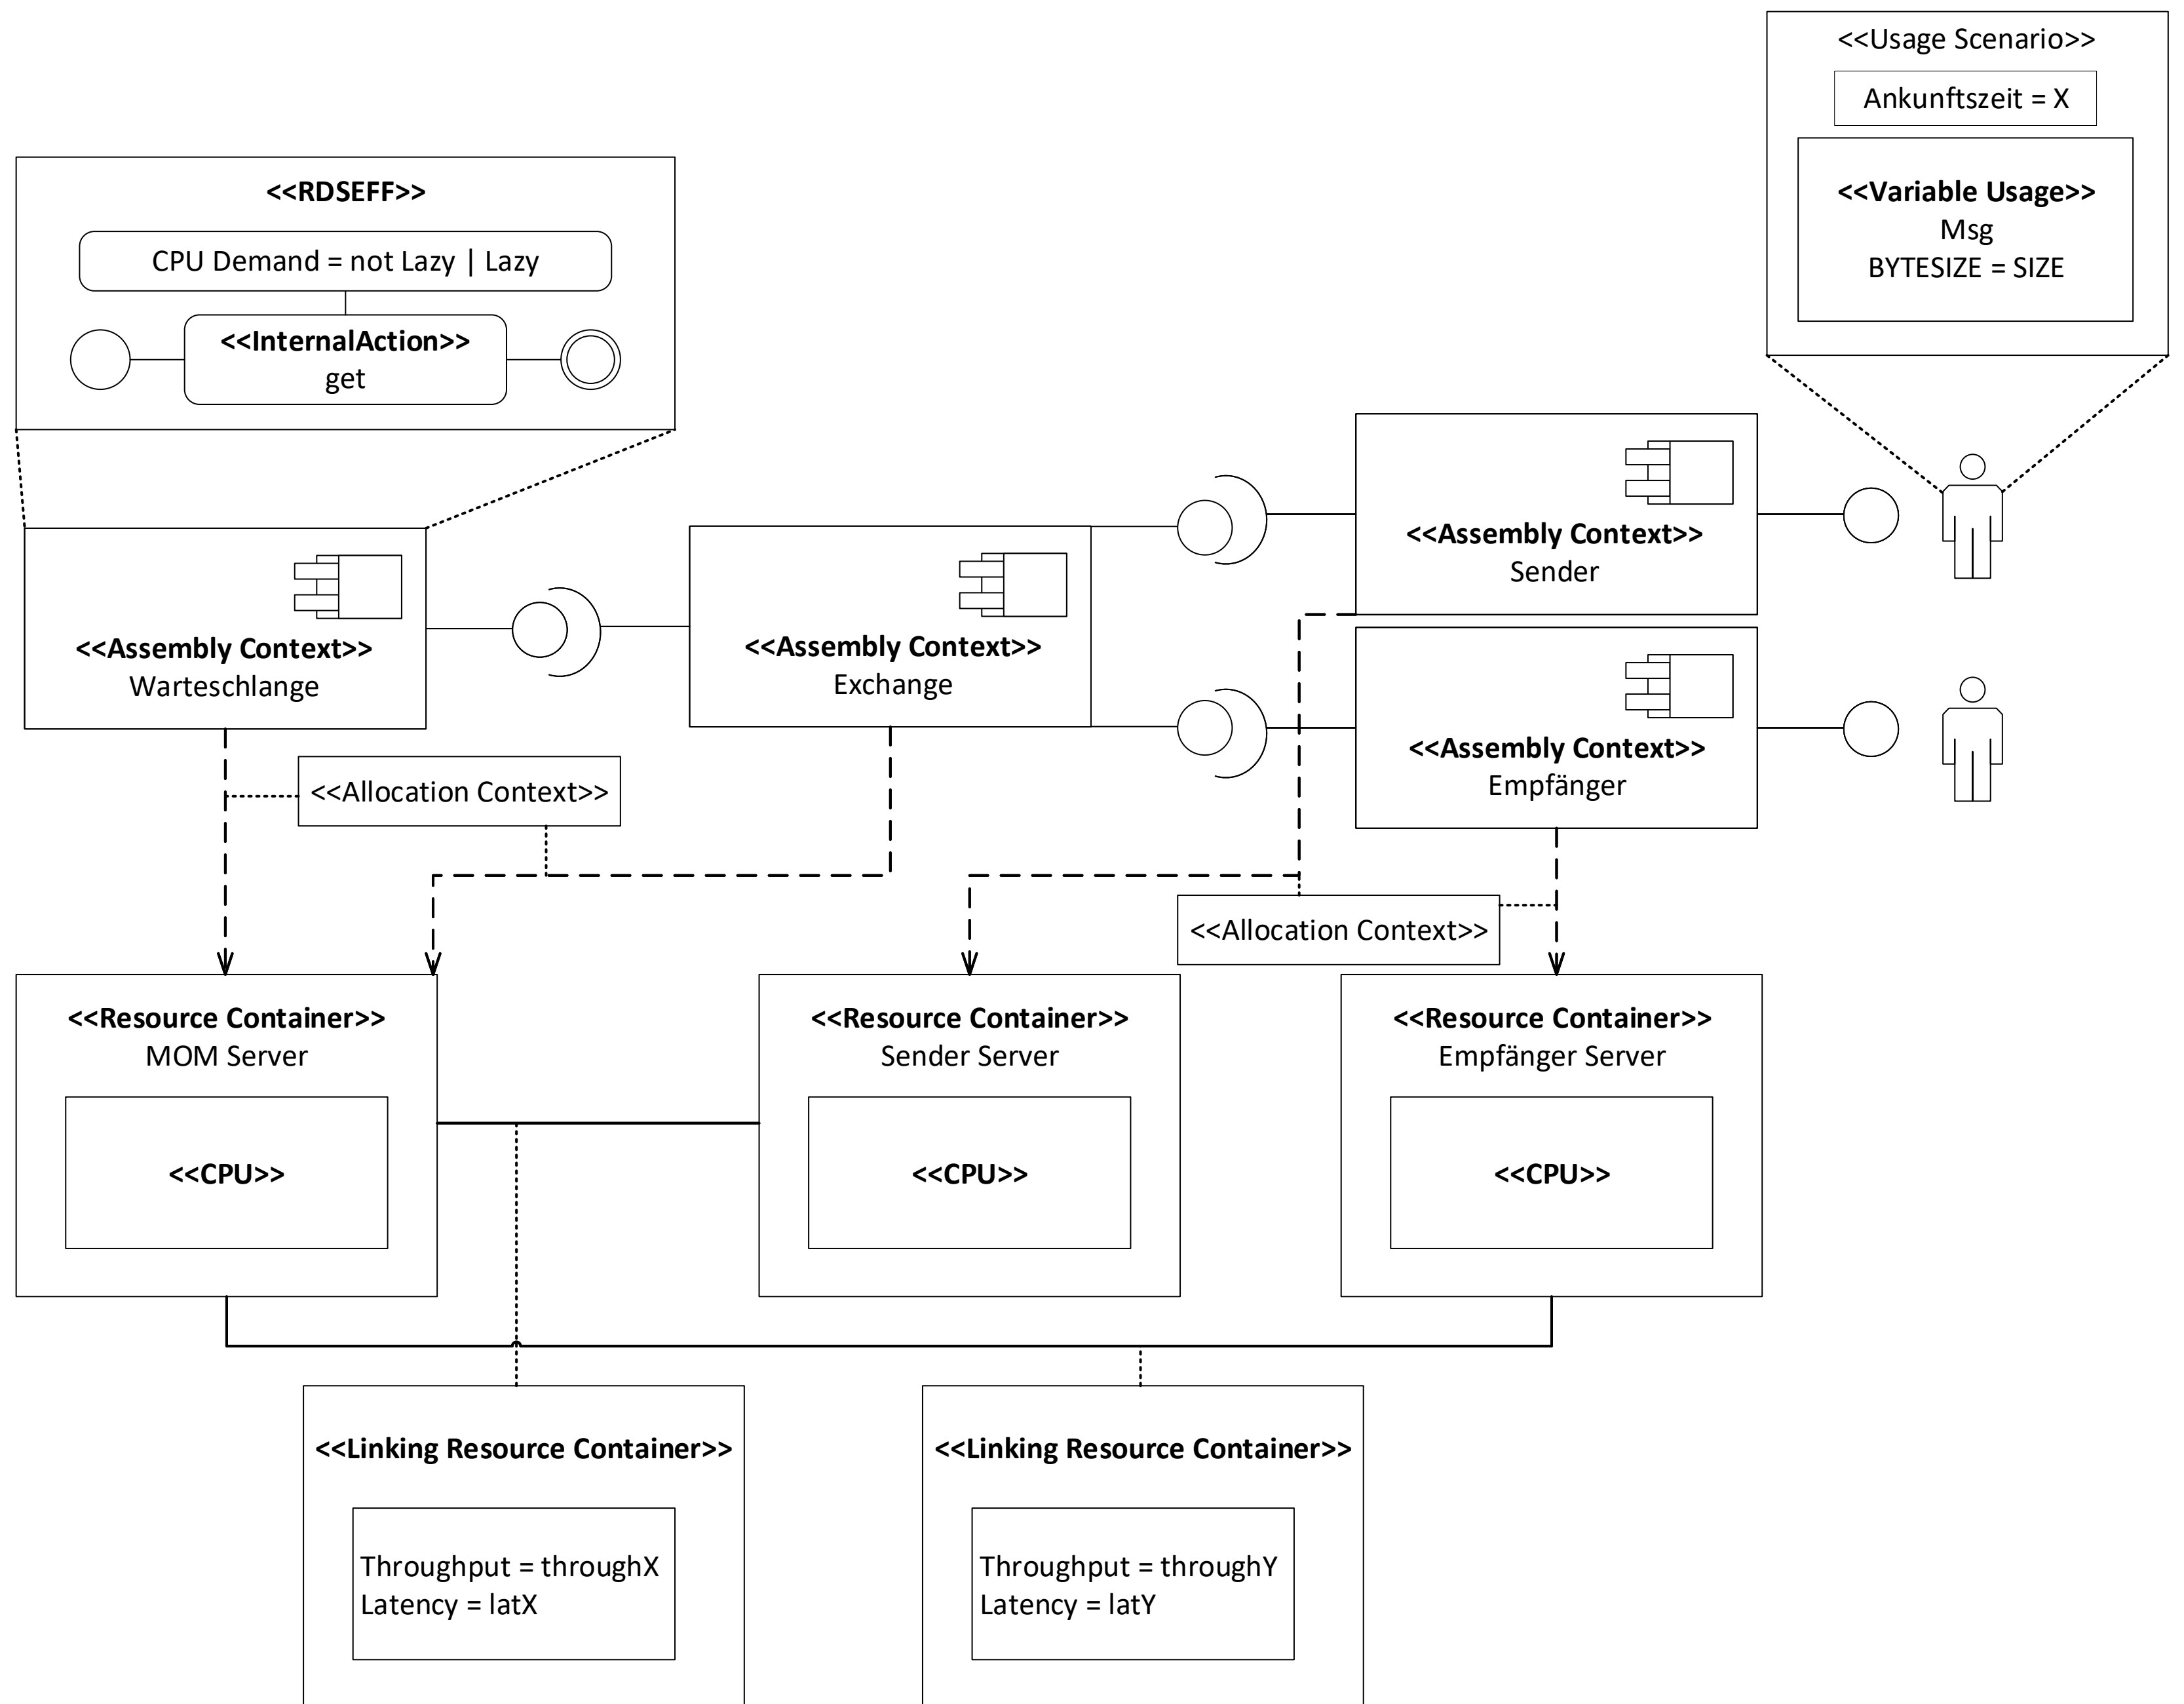 <<Usage Scenario>>
Ankunftszeit = X
<<Variable Usage>>
Msg
BYTESIZE = SIZE
<<RDSEFF>>
CPU Demand = not Lazy | Lazy
<<InternalAction>>
get
<<Assembly Context>>
Warteschlange
<<Assembly Context>>
Exchange
<<Assembly Context>>
Sender
<<Assembly Context>>
Empfänger
<<Allocation Context>>
<<Allocation Context>>
<<Resource Container>>
MOM Server
<<CPU>>
<<Resource Container>>
Sender Server
<<CPU>>
<<Resource Container>>
Empfänger Server
<<CPU>>
<<Linking Resource Container>>
Throughput = throughX
Latency = latX
<<Linking Resource Container>>
Throughput = throughY
Latency = latY